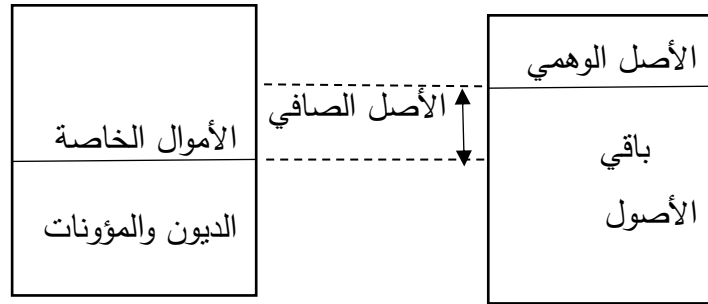 الأصل الوهمي
باقي
الأصول
الأصل الصافي
الأموال الخاصة
الديون والمؤونات